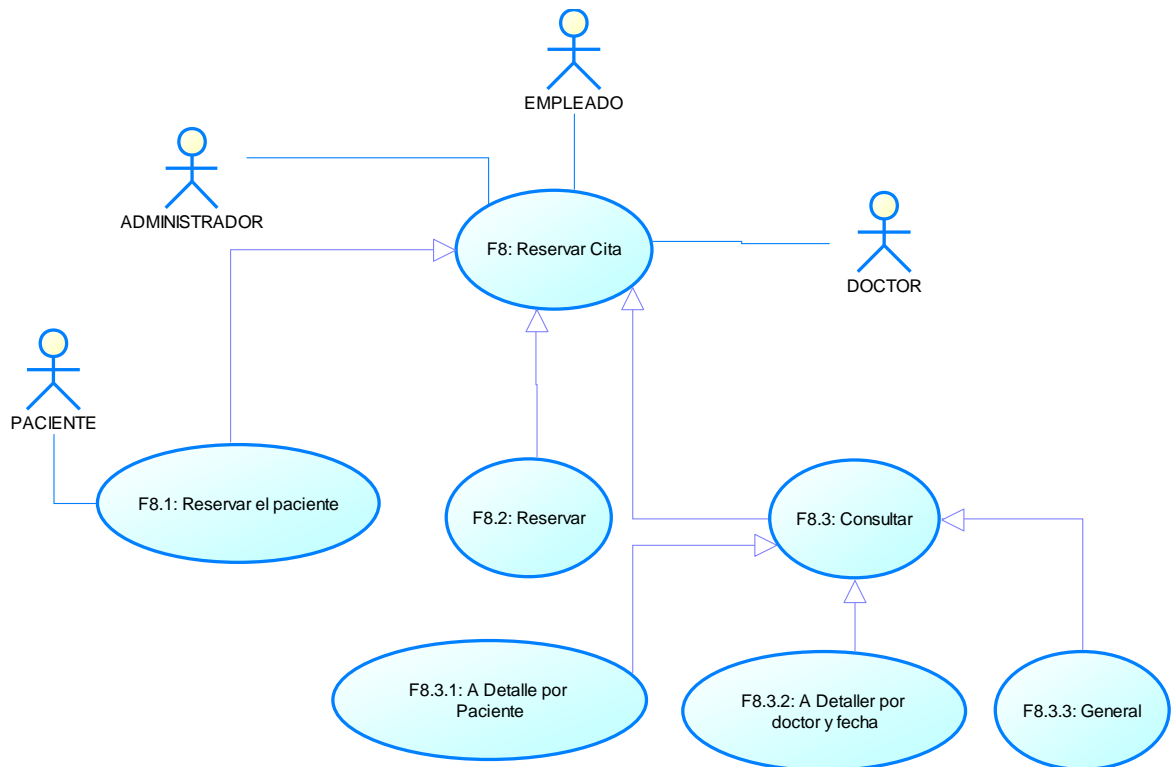 EMPLEADO
ADMINISTRADOR
F8: Reservar Cita
DOCTOR
PACIENTE
F8.1: Reservar el paciente
F8.2: Reservar
F8.3: Consultar
F8.3.1: A Detalle por
Paciente
F8.3.2: A Detaller por
doctor y fecha
F8.3.3: General